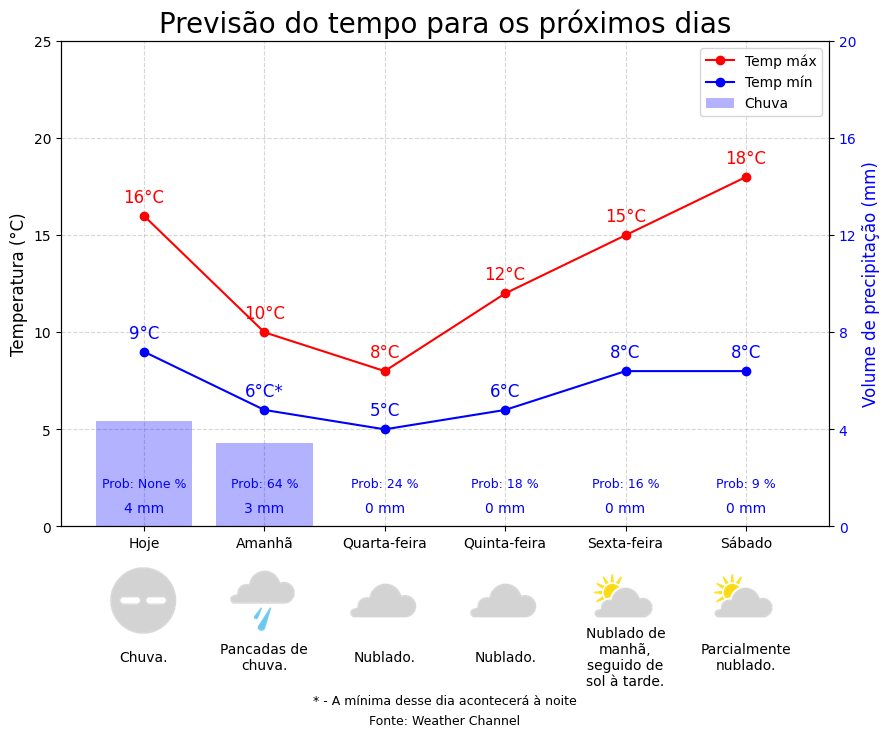 Previsão do tempo para os próximos dias
25
20
15
10
5
0
Temperatura (°C)
20
16
12
8
4
0
Volume de precipitação (mm)
Temp máx
Temp mín
Chuva
16°C
10°C
8°C
12°C
15°C
18°C
9°C
6°C*
5°C
6°C
8°C
8°C
Prob: None %
Prob: 64 %
Prob: 24 %
Prob: 18 %
Prob: 16 %
Prob: 9 %
4 mm
3 mm
0 mm
0 mm
0 mm
0 mm
Hoje
Amanhã
Quarta-feira
Quinta-feira
Sexta-feira
Sábado
Chuva.
Pancadas de
chuva.
Nublado.
Nublado.
Nublado de
manhã,
seguido de
sol à tarde.
Parcialmente
nublado.
* - A mínima desse dia acontecerá à noite
Fonte: Weather Channel